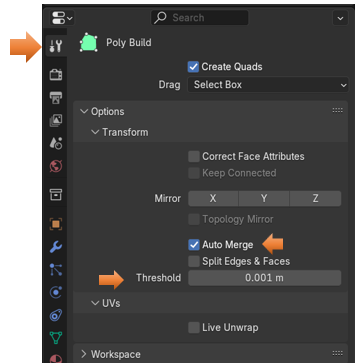 Search
Poly Build
Create Quads
Drag Select Box
Options
Transform
Correct Face Attributes
Keep Connected
Mirror X Y Z
Topology Mirror
Auto Merge
Split Edges & Faces
Threshold 0.001 m
UVs
Live Unwrap
Workspace